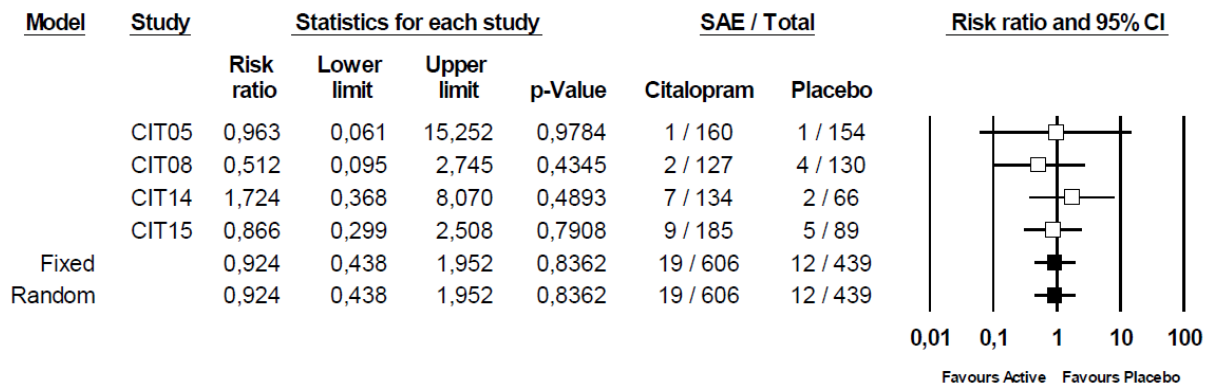 Model Study Statistics for each study SAE / Total Risk ratio and 95% CI
Risk Lower Upper
ratio limit limit p-Value Citalopram Placebo
CIT05 0,963 0,061 15,252 0,9784 1 / 160 1 / 154
CIT08 0,512 0,095 2,745 0,4345 2 / 127 4 / 130
CIT14 1,724 0,368 8,070 0,4893 7 / 134 2 / 66
CIT15 0,866 0,299 2,508 0,7908 9 / 185 5 / 89
Fixed 0,924 0,438 1,952 0,8362 19 / 606 12 / 439
Random 0,924 0,438 1,952 0,8362 19 / 606 12 / 439
0,01 0,1 1 10 100
Favours Active Favours Placebo